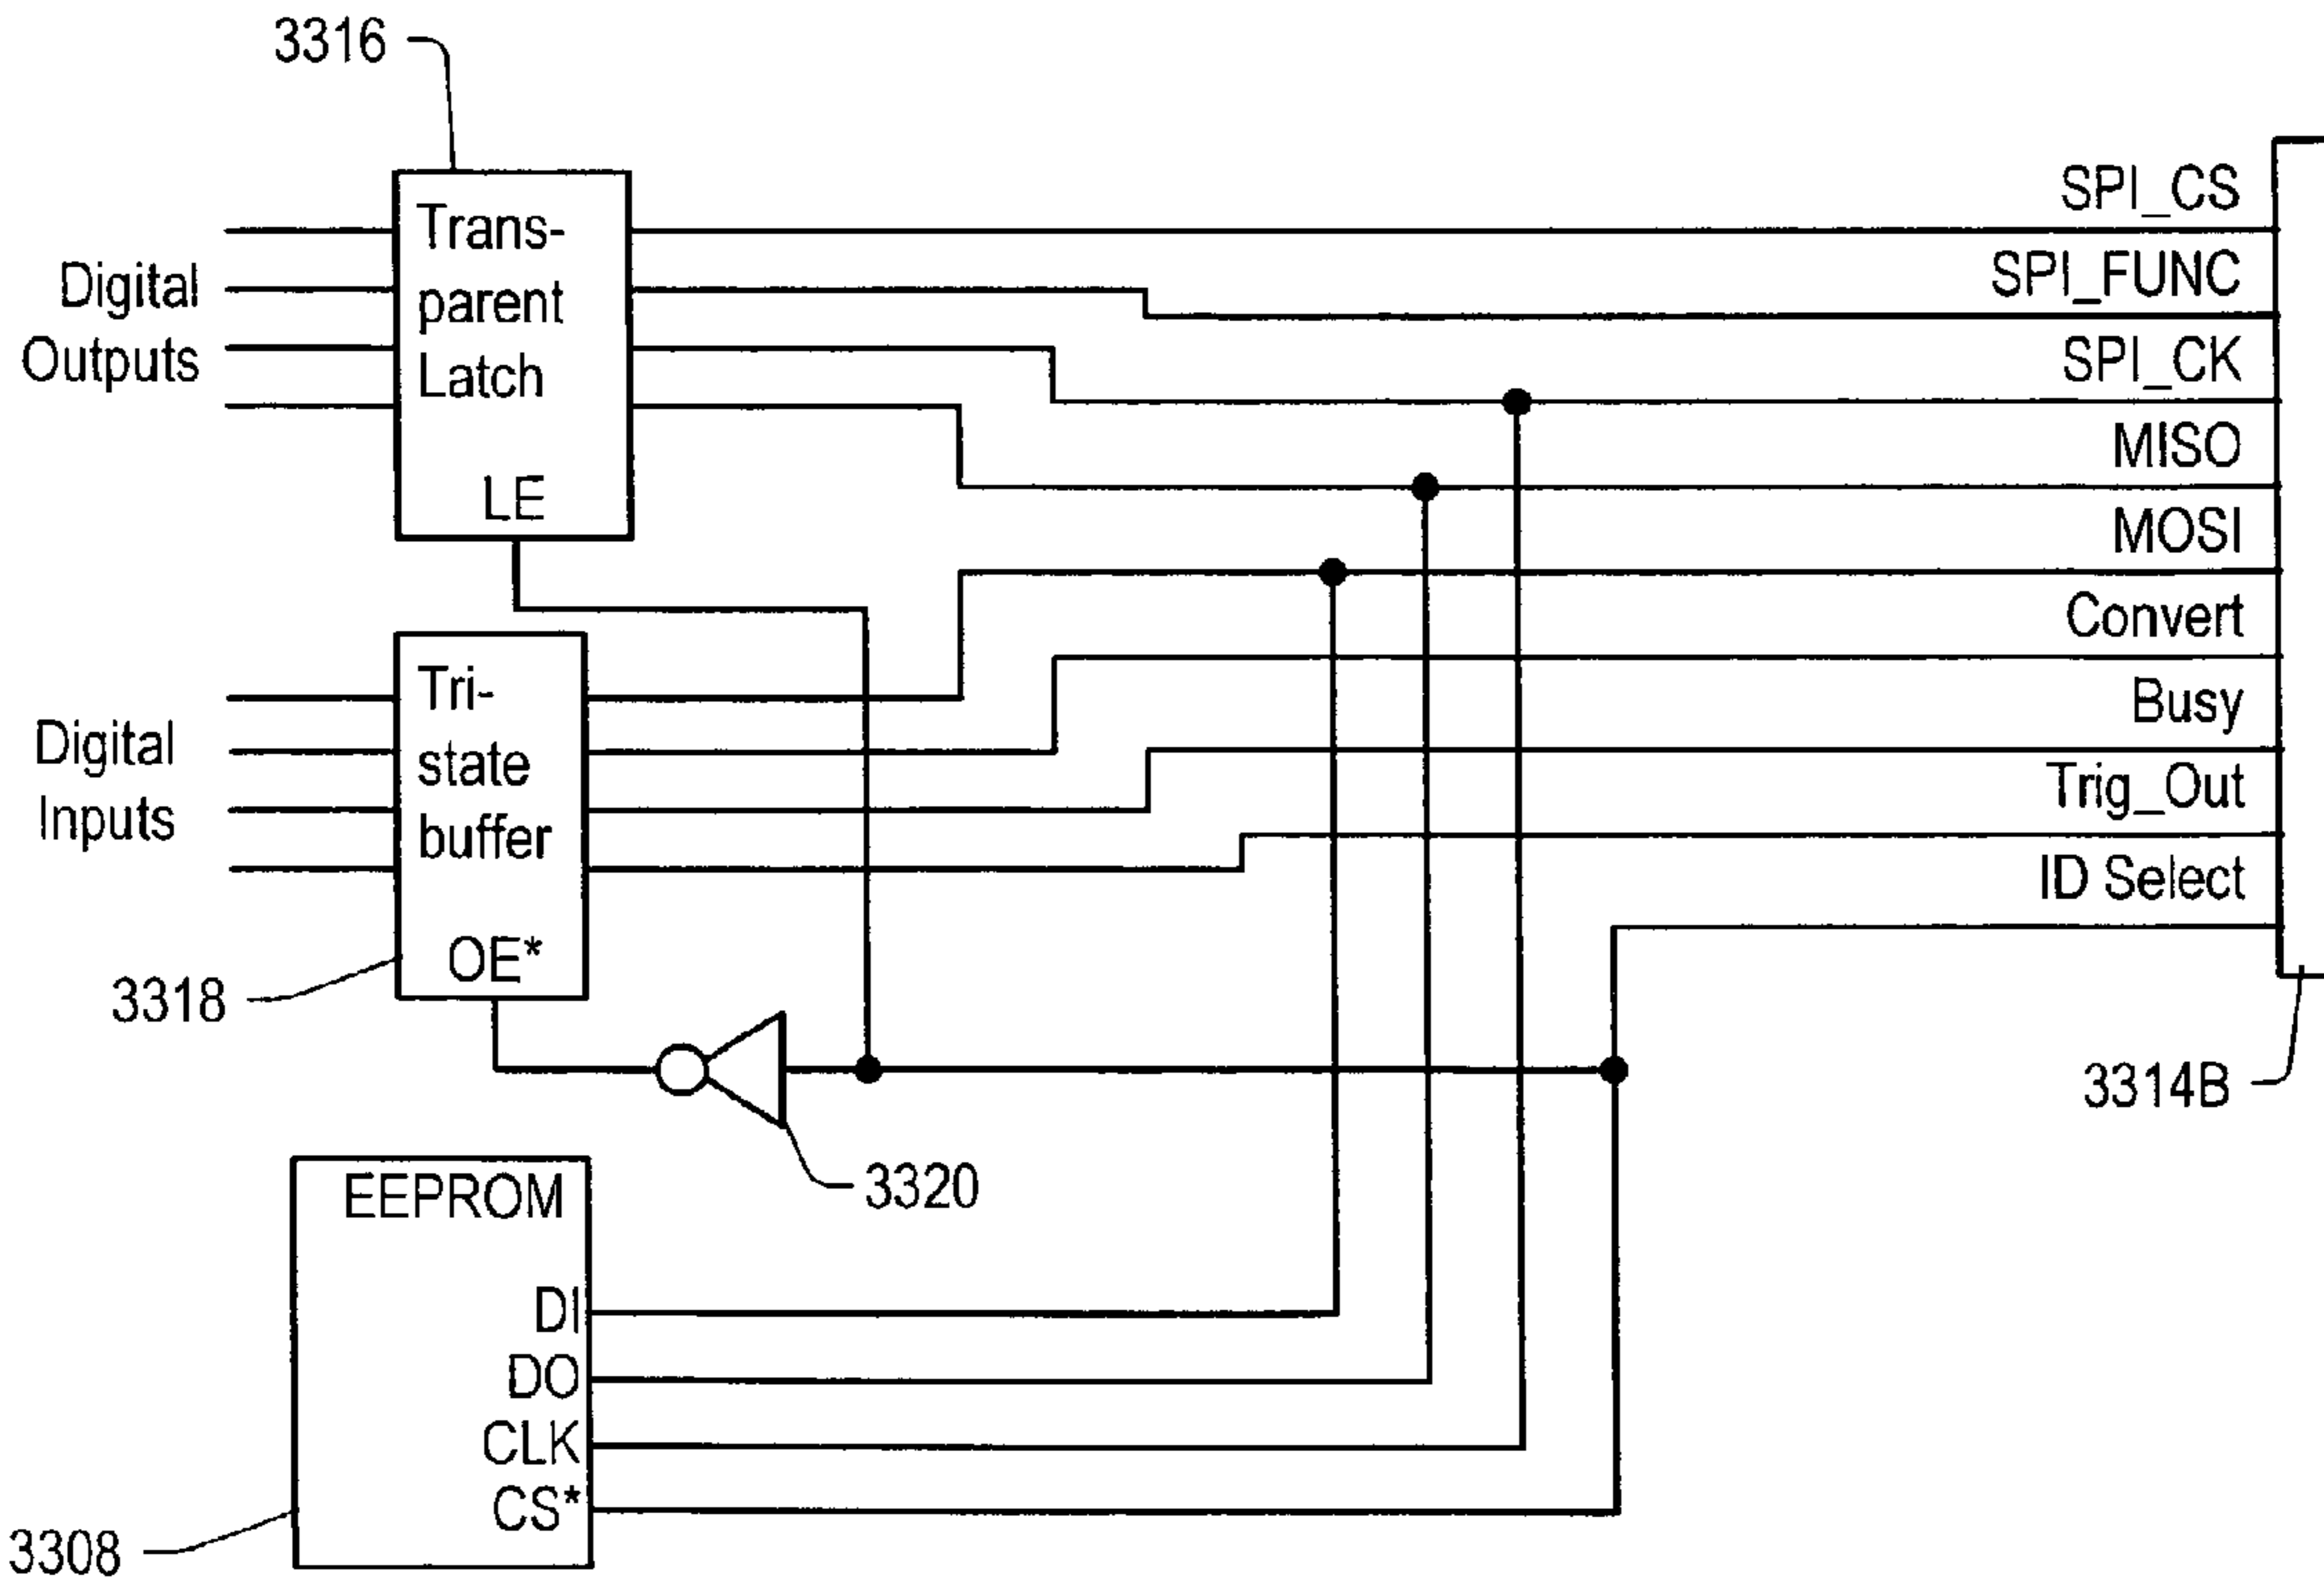 3316
Trans-
parent
Latch
LE
Digital
Outputs
SPI_CS
SPI_FUNC
SPI_CK
MISO
MOSI
Convert
Busy
Trig_Out
ID Select
Tri-
state
buffer
OE*
Digital
Inputs
3318
3314B
3320
EEPROM
DI
DO
CLK
CS*
3308